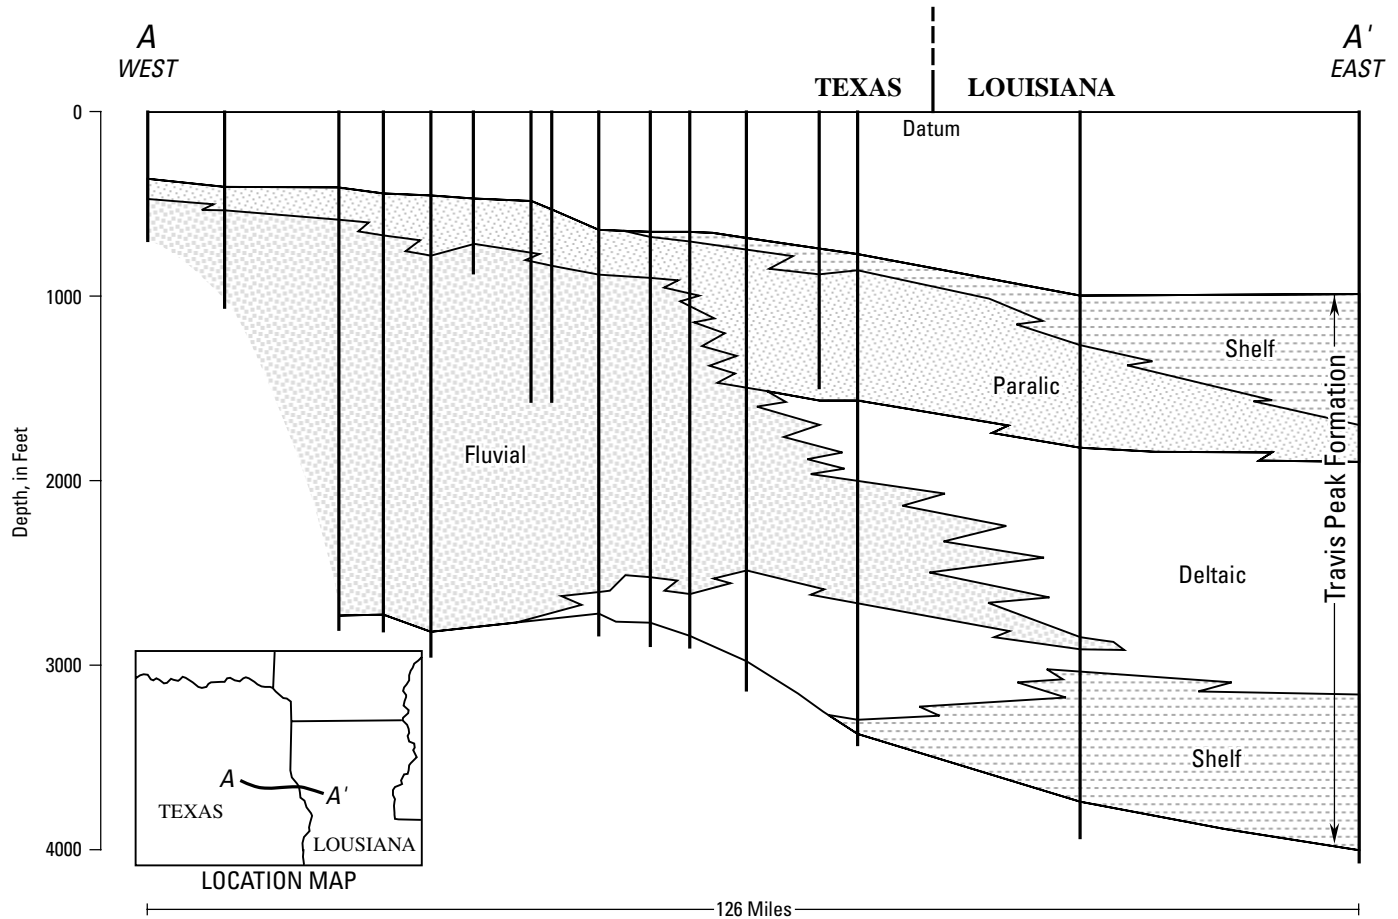 A
WEST
A'
EAST
TEXAS
LOUISIANA
Datum
0
1000
2000
3000
4000
Depth, in Feet
Shelf
Paralic
Fluvial
Deltaic
Shelf
Travis Peak Formation
A
A'
TEXAS
LOUSIANA
LOCATION MAP
126 Miles